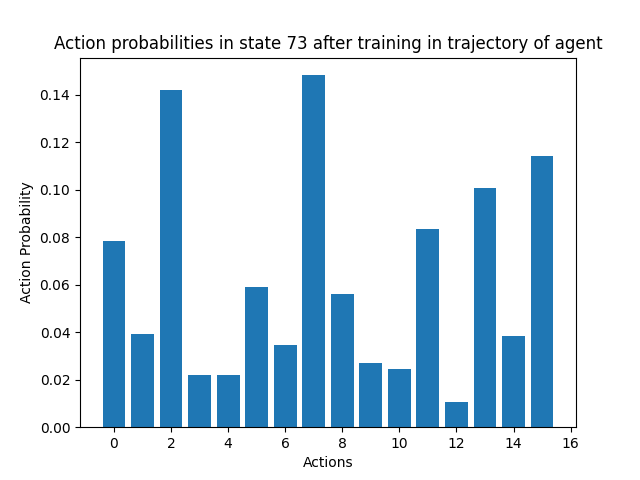 Action probabilities in state 73 after training in trajectory of agent
0.14
0.12
0.10
0.08
0.06
0.04
0.02
0.00
Action Probability
0 2 4 6 8 10 12 14 16
Actions